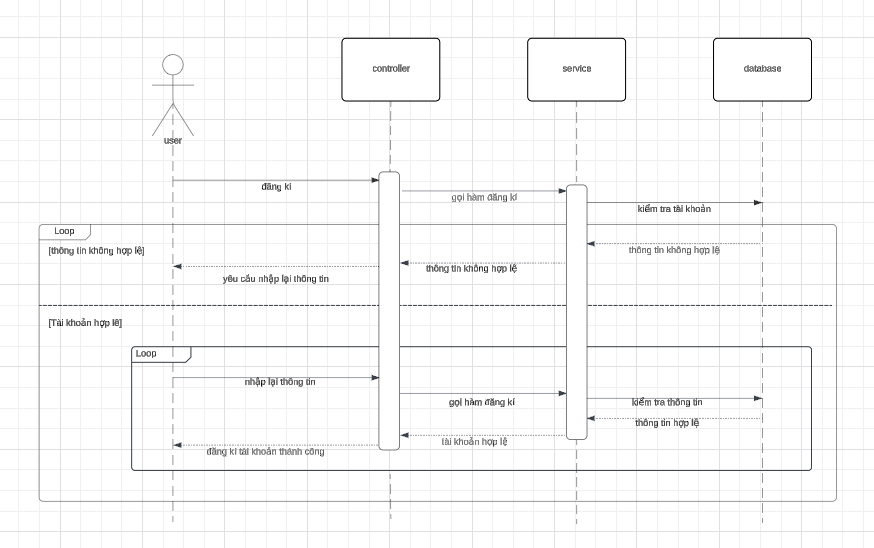 controller
service
database
user
đăng kí
gọi hàm đăng kí
kiểm tra tài khoản
Loop
[thông tin không hợp lệ]
thông tin không hợp lệ
thông tin không hợp lệ
yêu cầu nhập lại thông tin
[Tài khoản hợp lê]
Loop
nhập lại thông tin
gọi hàm đăng kí
kiểm tra thông tin
thông tin hợp lệ
tài khoản hợp lệ
đăng kí tài khoản thành công